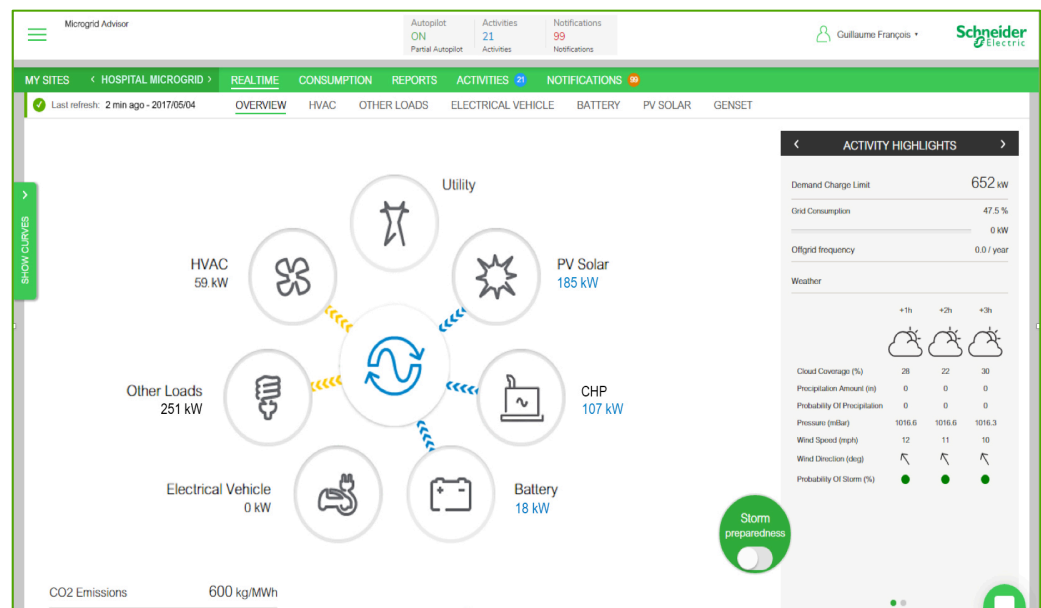 Microgrid Advisor
Autopilot Activities Notifications
ON 21 99
Partial Autopilot Activities Notifications
Guillaume François
Schneider
Electric
MY SITES < HOSPITAL MICROGRID > REALTIME CONSUMPTION REPORTS ACTIVITIES 21 NOTIFICATIONS 99
Last refresh: 2 min ago - 2017/05/04 OVERVIEW HVAC OTHER LOADS ELECTRICAL VEHICLE BATTERY PV SOLAR GENSET
SHOW CURVES
Utility
HVAC
59 kW
PV Solar
185 kW
Other Loads
251 kW
CHP
107 kW
Electrical Vehicle
0 kW
Battery
18 kW
CO2 Emissions 600 kg/MWh
Storm
preparedness
< ACTIVITY HIGHLIGHTS >
Demand Charge Limit 652 kW
Grid Consumption 47.5 %
0 kW
Offgrid frequency 0.0 / year
Weather
+1h +2h +3h
Cloud Coverage (%) 28 22 30
Precipitation Amount (in) 0 0 0
Probability Of Precipitation 0 0 0
Pressure (mBar) 1016.6 1016.6 1016.3
Wind Speed (mph) 12 11 10
Wind Direction (deg)
Probability Of Storm (%)